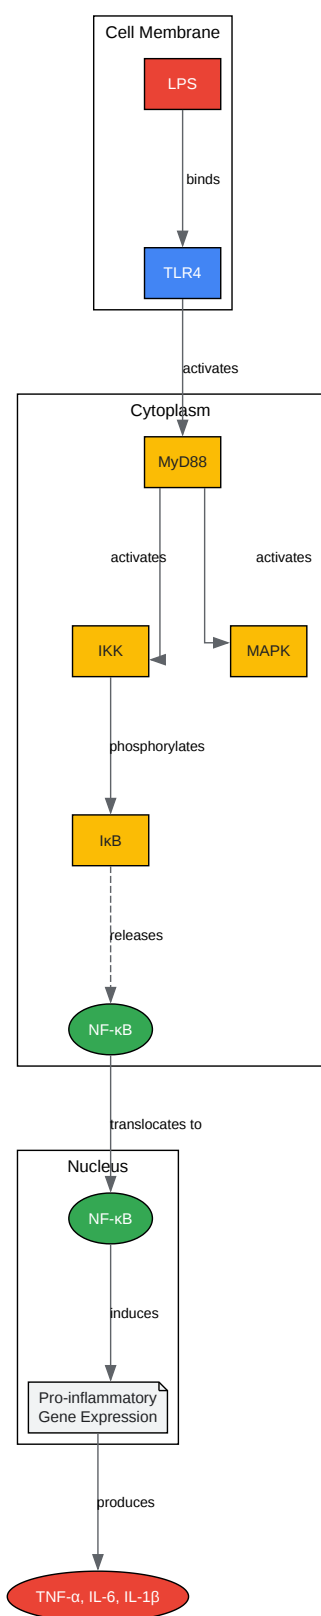 Cell Membrane
LPS
binds
TLR4
activates
Cytoplasm
MyD88
activates
activates
IKK
MAPK
phosphorylates
IκB
releases
NF-κB
translocates to
Nucleus
NF-κB
induces
Pro-inflammatory
Gene Expression
produces
TNF-α, IL-6, IL-1β